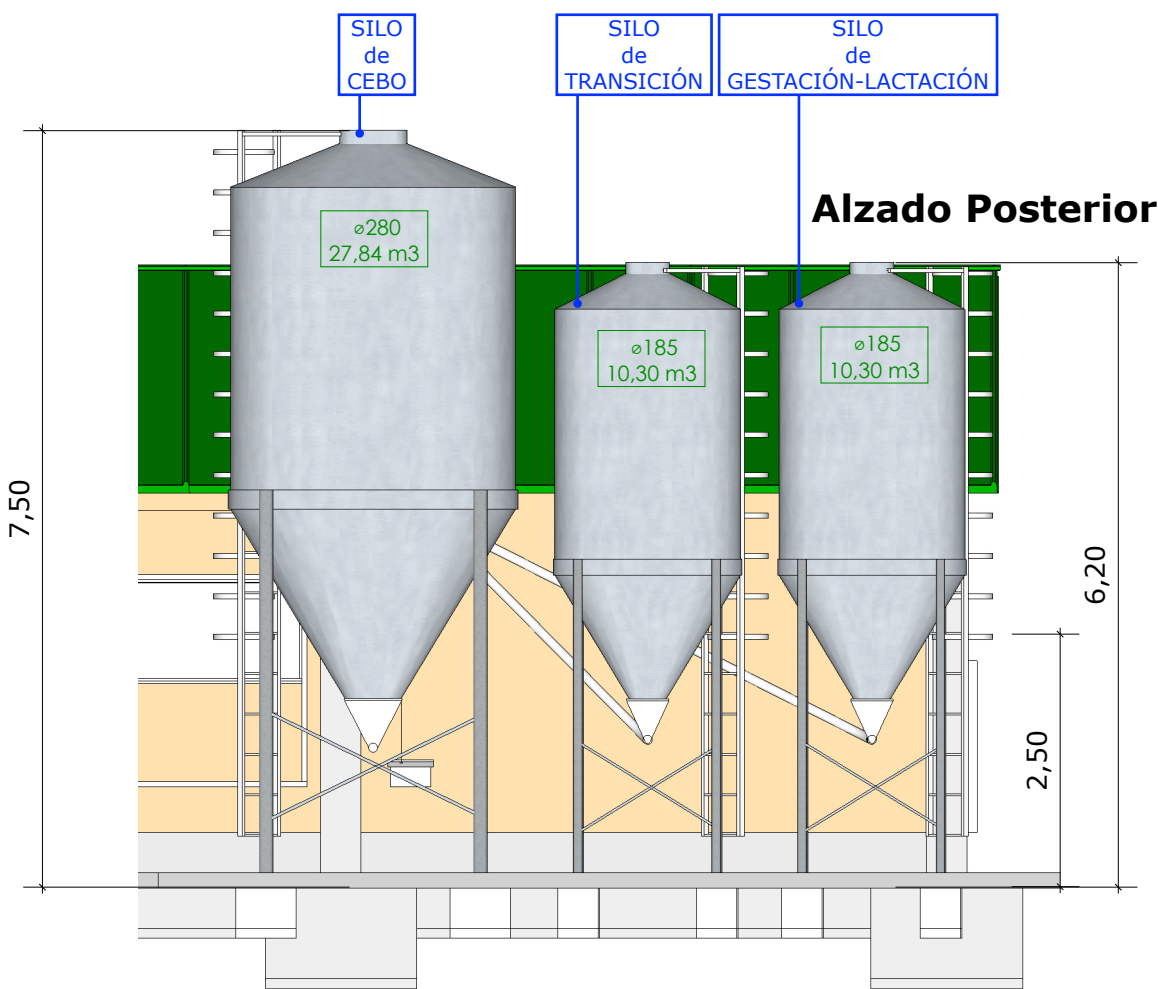 SILO
de
CEBO
SILO
de
TRANSICIÓN
SILO
de
GESTACIÓN-LACTACIÓN
Alzado Posterior
⌀280
27,84 m3
⌀185
10,30 m3
⌀185
10,30 m3
7,50
6,20
2,50